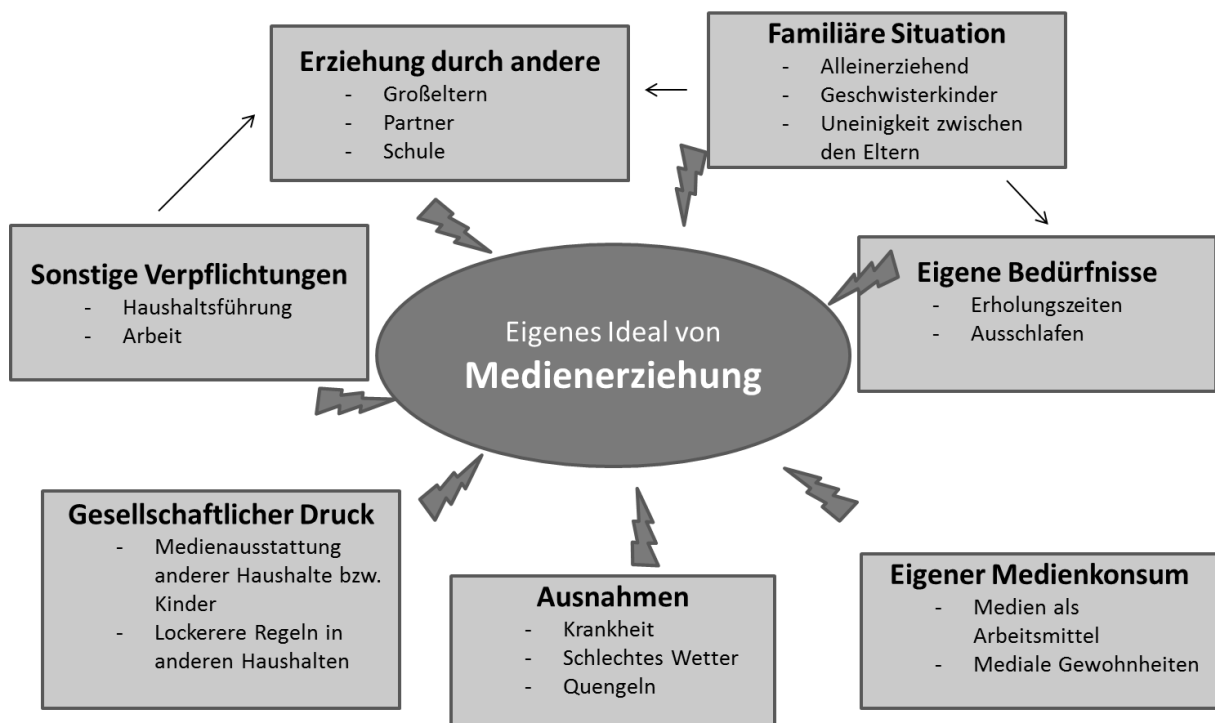 Erziehung durch andere
- Großeltern
- Partner
- Schule
Familiäre Situation
- Alleinerziehend
- Geschwisterkinder
- Uneinigkeit zwischen
den Eltern
Sonstige Verpflichtungen
- Haushaltsführung
- Arbeit
Eigenes Ideal von
Medienerziehung
Eigene Bedürfnisse
- Erholungszeiten
- Ausschlafen
Gesellschaftlicher Druck
- Medienausstattung
anderer Haushalte bzw.
Kinder
- Lockerere Regeln in
anderen Haushalten
Ausnahmen
- Krankheit
- Schlechtes Wetter
- Quengeln
Eigener Medienkonsum
- Medien als
Arbeitsmittel
- Mediale Gewohnheiten